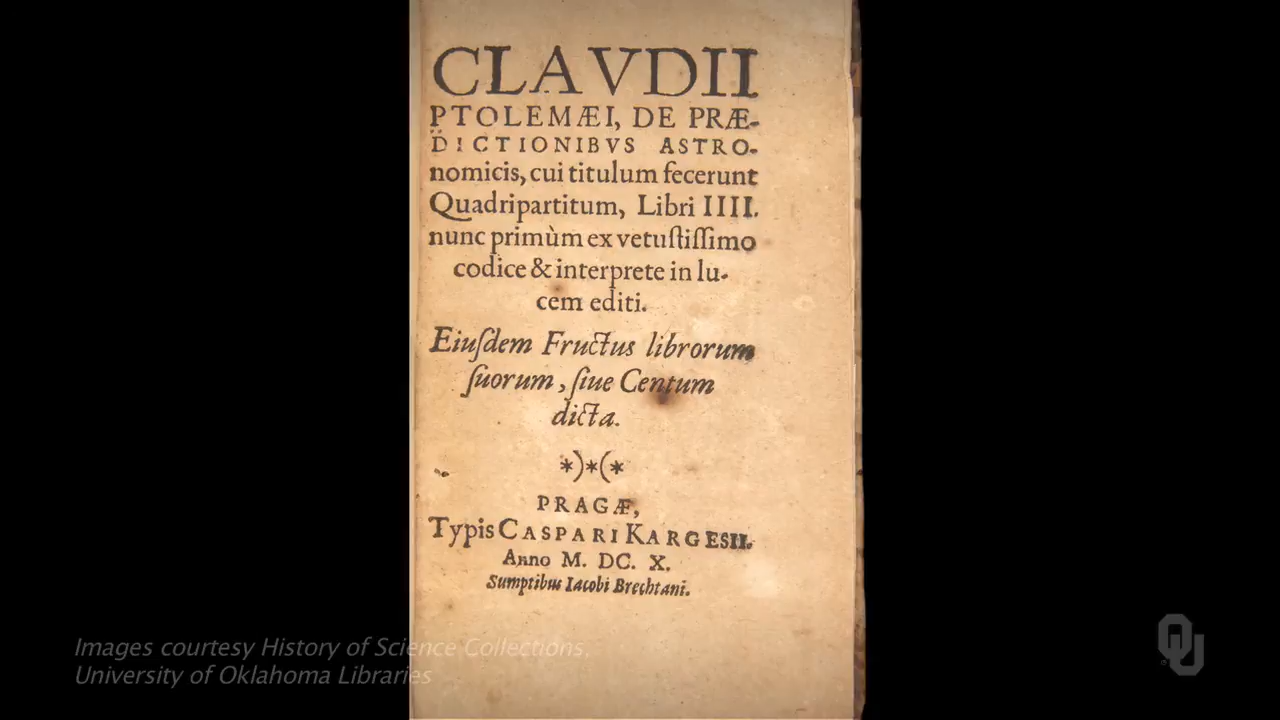 CLAVDII
PTOLEMÆI, DE PRÆ-
DICTIONIBVS ASTRO-
nomicis, cui titulum fecerunt
Quadripartitum, Libri IIII.
nunc primùm ex vetuſtiſſimo
codice & interprete in lu-
cem editi.
Eiuſdem Fructus librorum
ſuorum, ſiue Centum
dicta.
*)*(*
PRAGÆ,
Typis CASPARI KARGESII.
Anno M. DC. X.
Sumptibus Iacobi Brechtani.
Images courtesy History of Science Collections,
University of Oklahoma Libraries
OU